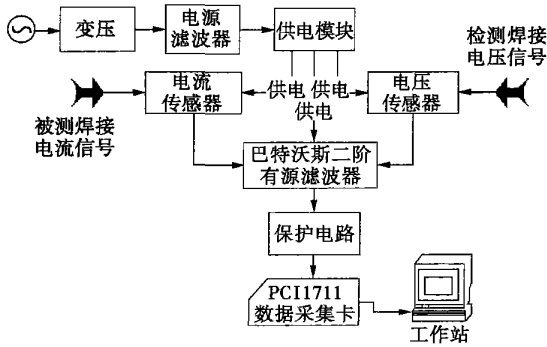 变压
电源
滤波器
供电模块
检测焊接
电压信号
电流
传感器
供电 供电
供电
电压
传感器
被测焊接
电流信号
巴特沃斯二阶
有源滤波器
保护电路
PCI1711
数据采集卡
工作站